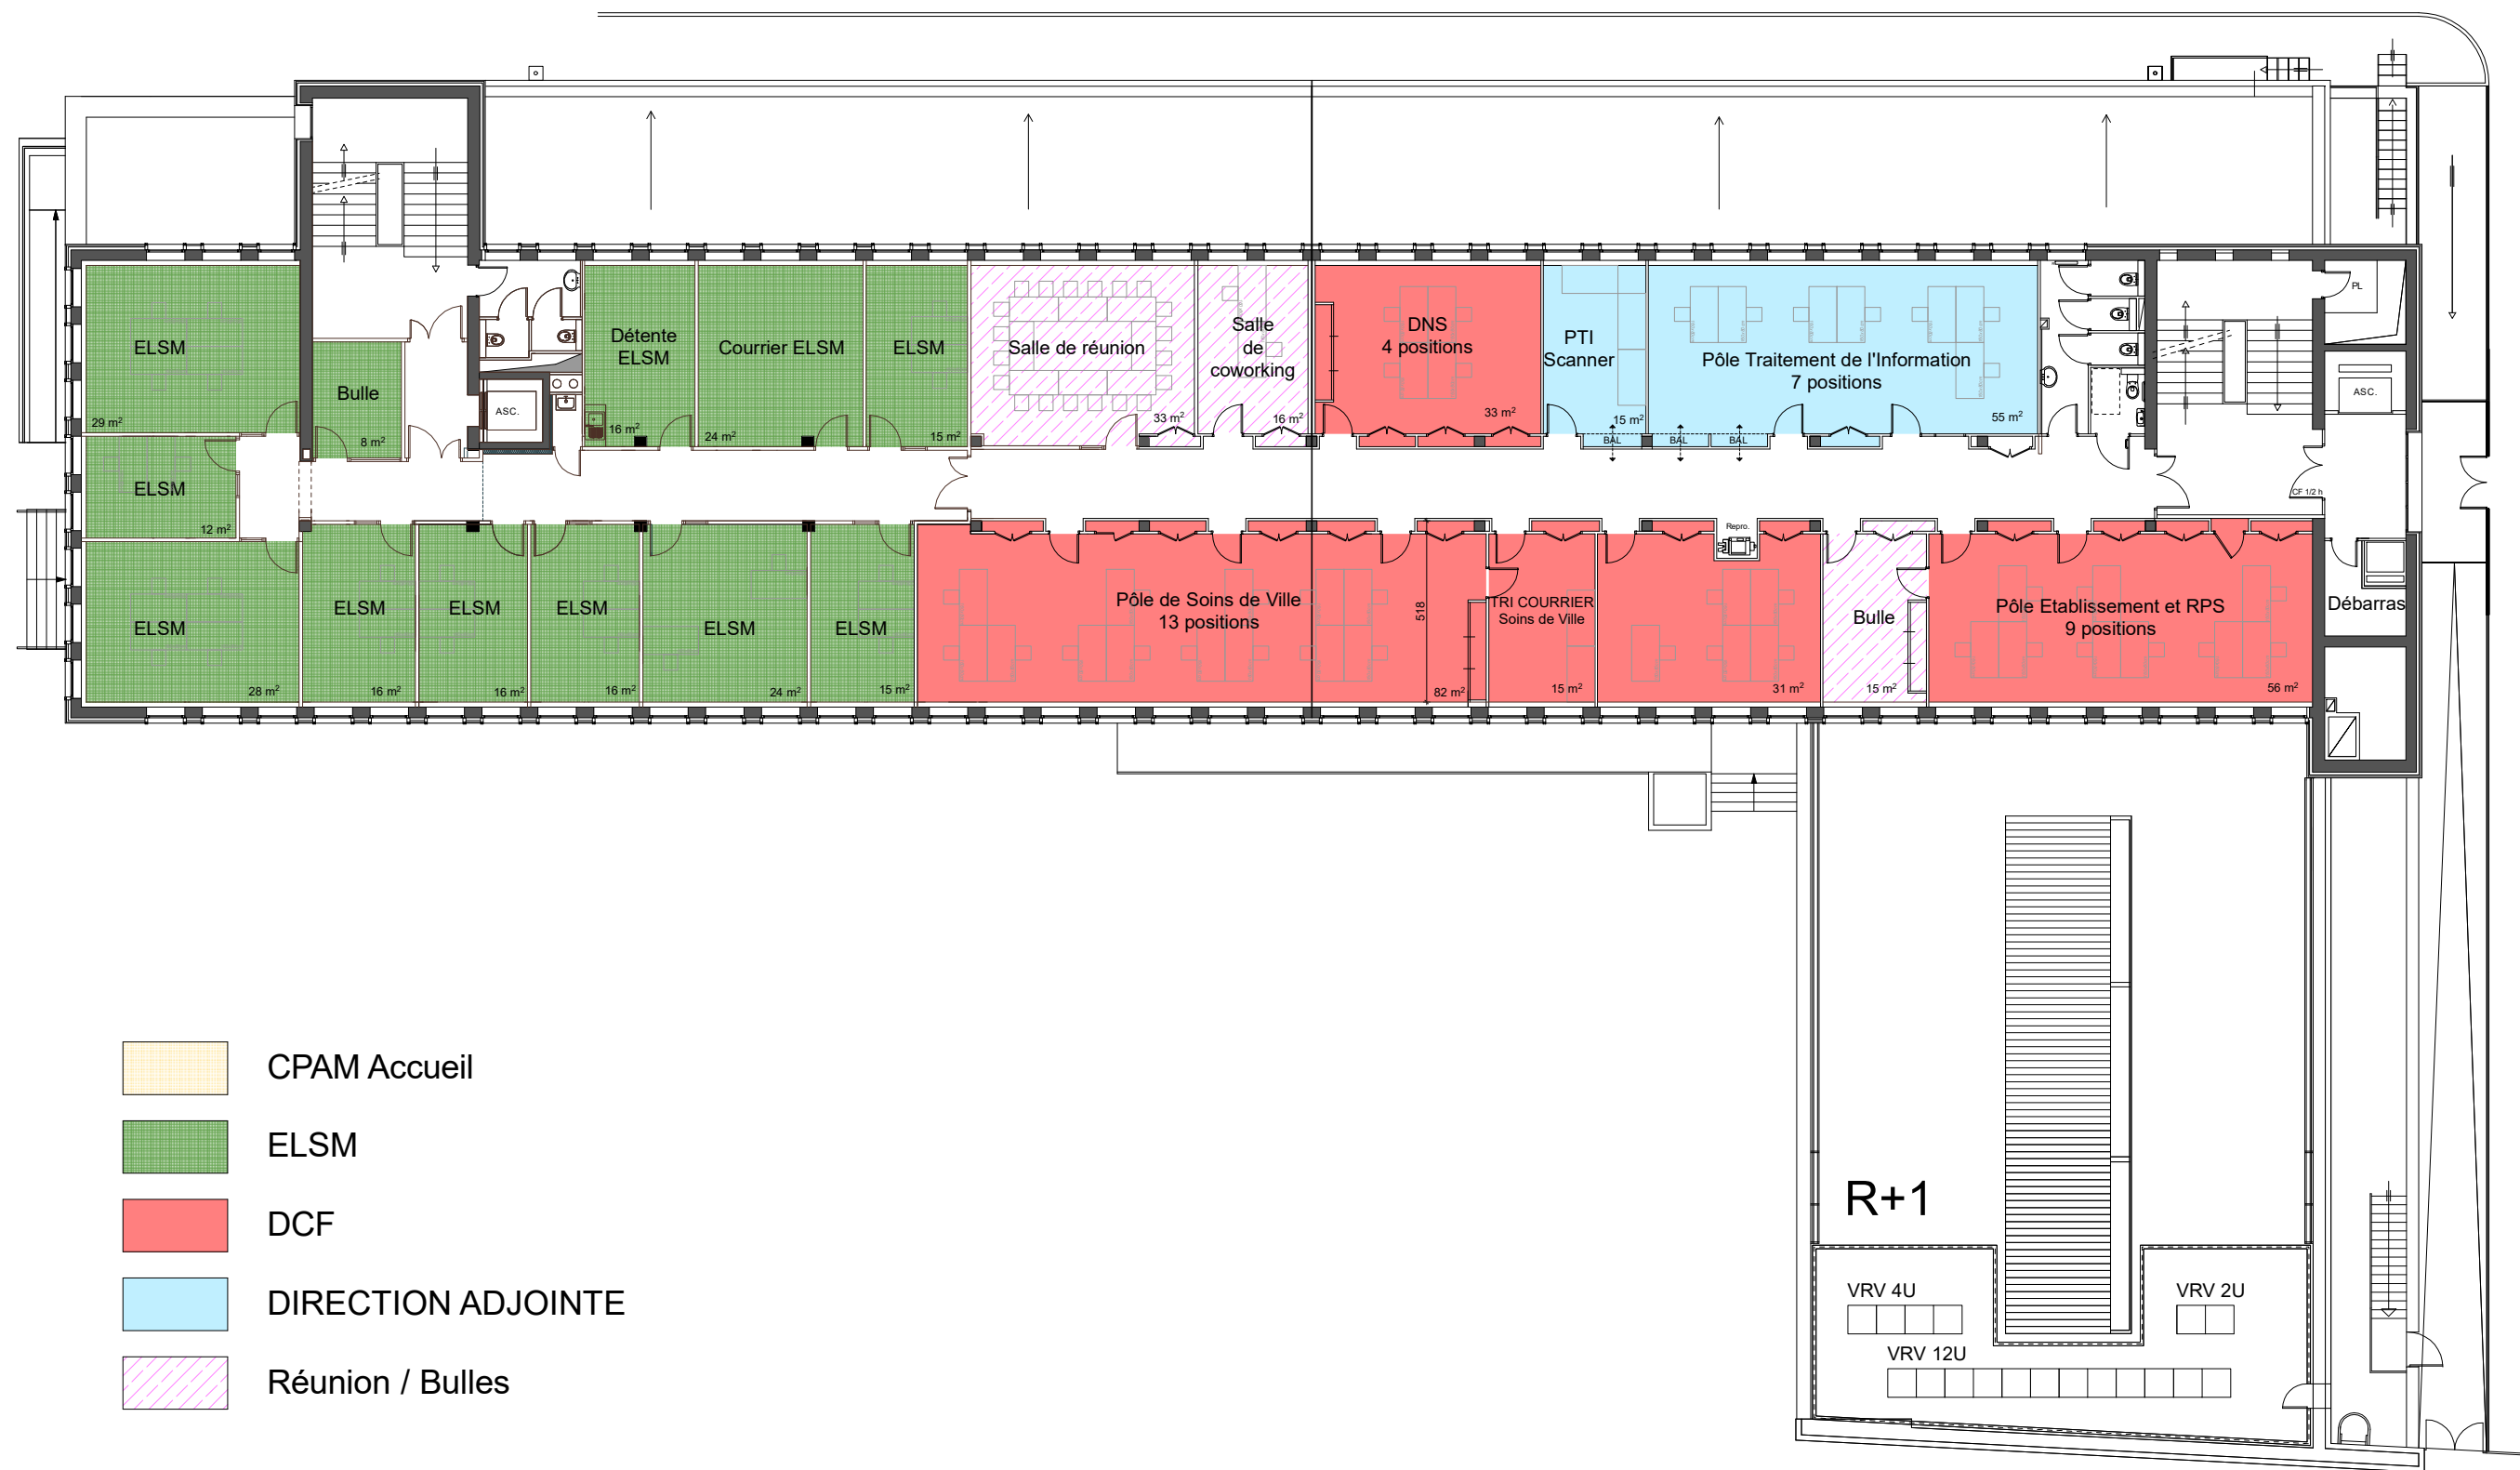 PL
ELSM
Bulle
Détente
ELSM
Courrier ELSM
ELSM
Salle de réunion
Salle
de
coworking
DNS
4 positions
PTI
Scanner
Pôle Traitement de l'Information
7 positions
ASC.
ASC.
29 m²
8 m²
16 m²
24 m²
15 m²
33 m²
16 m²
33 m²
15 m²
55 m²
BAL
BAL
BAL
ELSM
12 m²
CF 1/2 h
Repro.
ELSM
ELSM
ELSM
ELSM
ELSM
ELSM
Pôle de Soins de Ville
13 positions
518
TRI COURRIER
Soins de Ville
Bulle
Pôle Etablissement et RPS
9 positions
Débarras
28 m²
16 m²
16 m²
16 m²
24 m²
15 m²
82 m²
15 m²
31 m²
15 m²
56 m²
CPAM Accueil
ELSM
DCF
DIRECTION ADJOINTE
Réunion / Bulles
R+1
VRV 4U
VRV 2U
VRV 12U